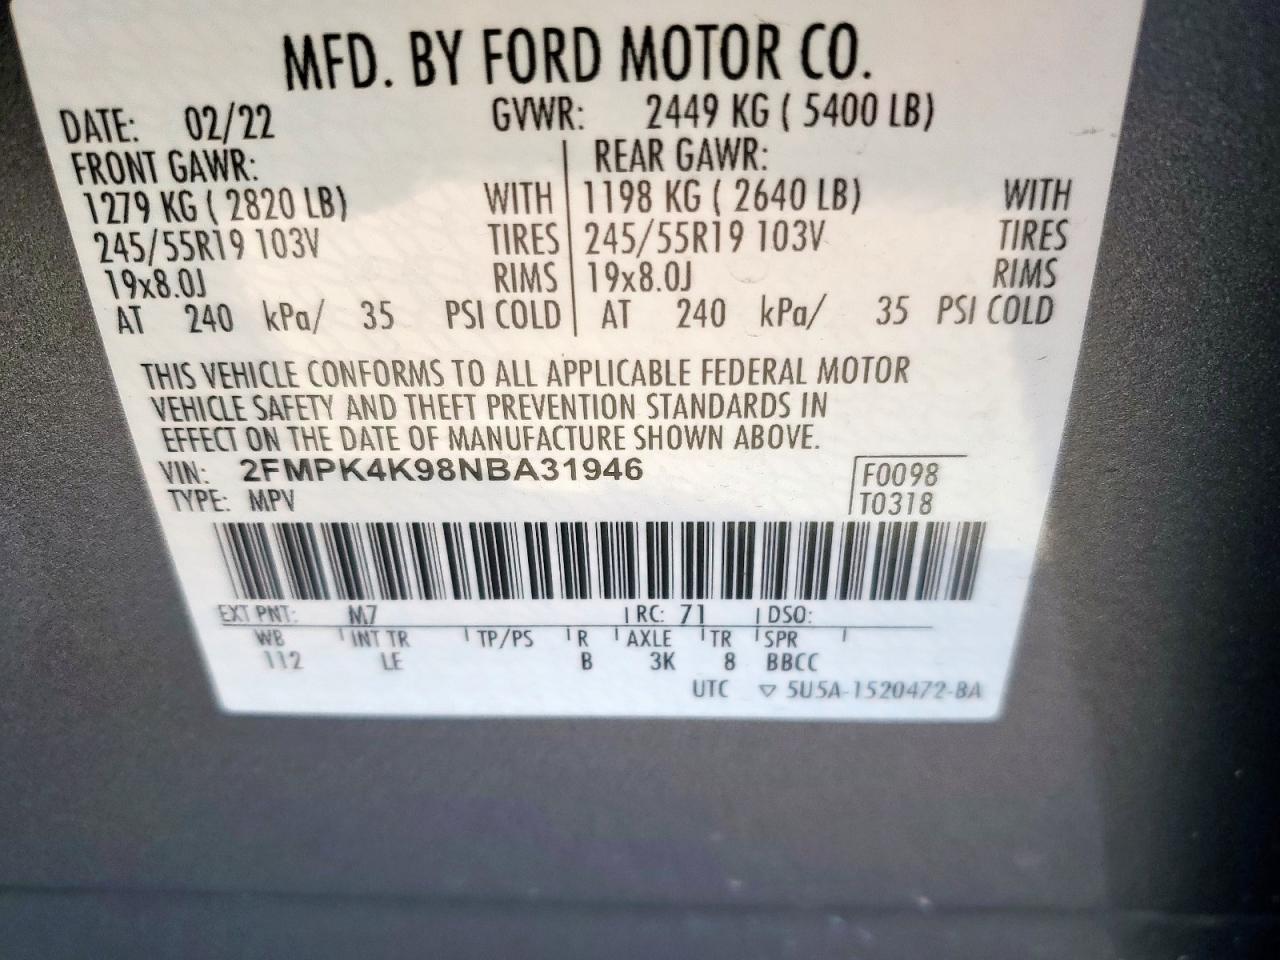 MFD. BY FORD MOTOR CO.
DATE: 02/22 GVWR: 2449 KG ( 5400 LB)
FRONT GAWR: REAR GAWR:
1279 KG ( 2820 LB) WITH 1198 KG ( 2640 LB) WITH
245/55R19 103V TIRES 245/55R19 103V TIRES
19x8.0J RIMS 19x8.0J RIMS
AT 240 kPa/ 35 PSI COLD AT 240 kPa/ 35 PSI COLD
THIS VEHICLE CONFORMS TO ALL APPLICABLE FEDERAL MOTOR
VEHICLE SAFETY AND THEFT PREVENTION STANDARDS IN
EFFECT ON THE DATE OF MANUFACTURE SHOWN ABOVE.
VIN: 2FMPK4K98NBA31946 F0098
TYPE: MPV T0318
EXT PNT: M7 RC: 71 DSO:
WB INT TR TP/PS R AXLE TR SPR
112 LE B 3K 8 BBCC
UTC ▽ 5U5A-1520472-BA